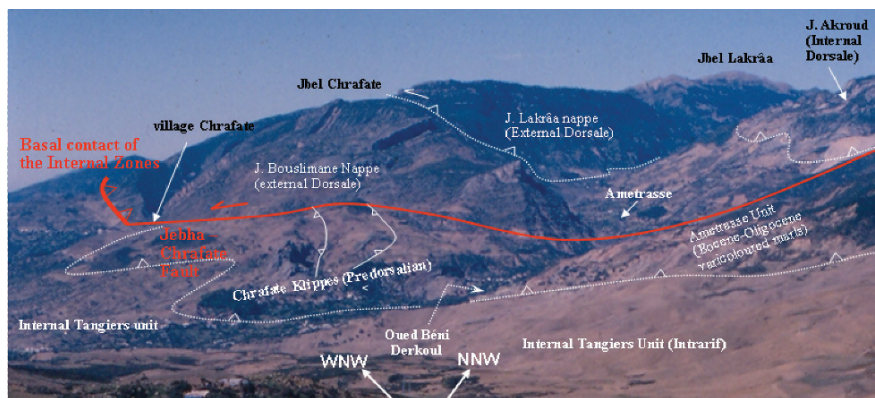 J. Akroud
(Internal
Dorsale)
Jbel Lakrâa
Jbel Chrafate
J. Lakrâa nappe
(External Dorsale)
village Chrafate
Basal contact of
the Internal Zones
J. Bouslimane Nappe
(external Dorsale)
Ametrasse
Ametrasse Unit
(Eocene-Oligocene
varicoloured marls)
Jebha
Chrafate
Fault
Chrafate Klippes (Predorsalian)
Internal Tangiers unit
Oued Béni
Derkoul
Internal Tangiers Unit (Intrarif)
WNW
NNW